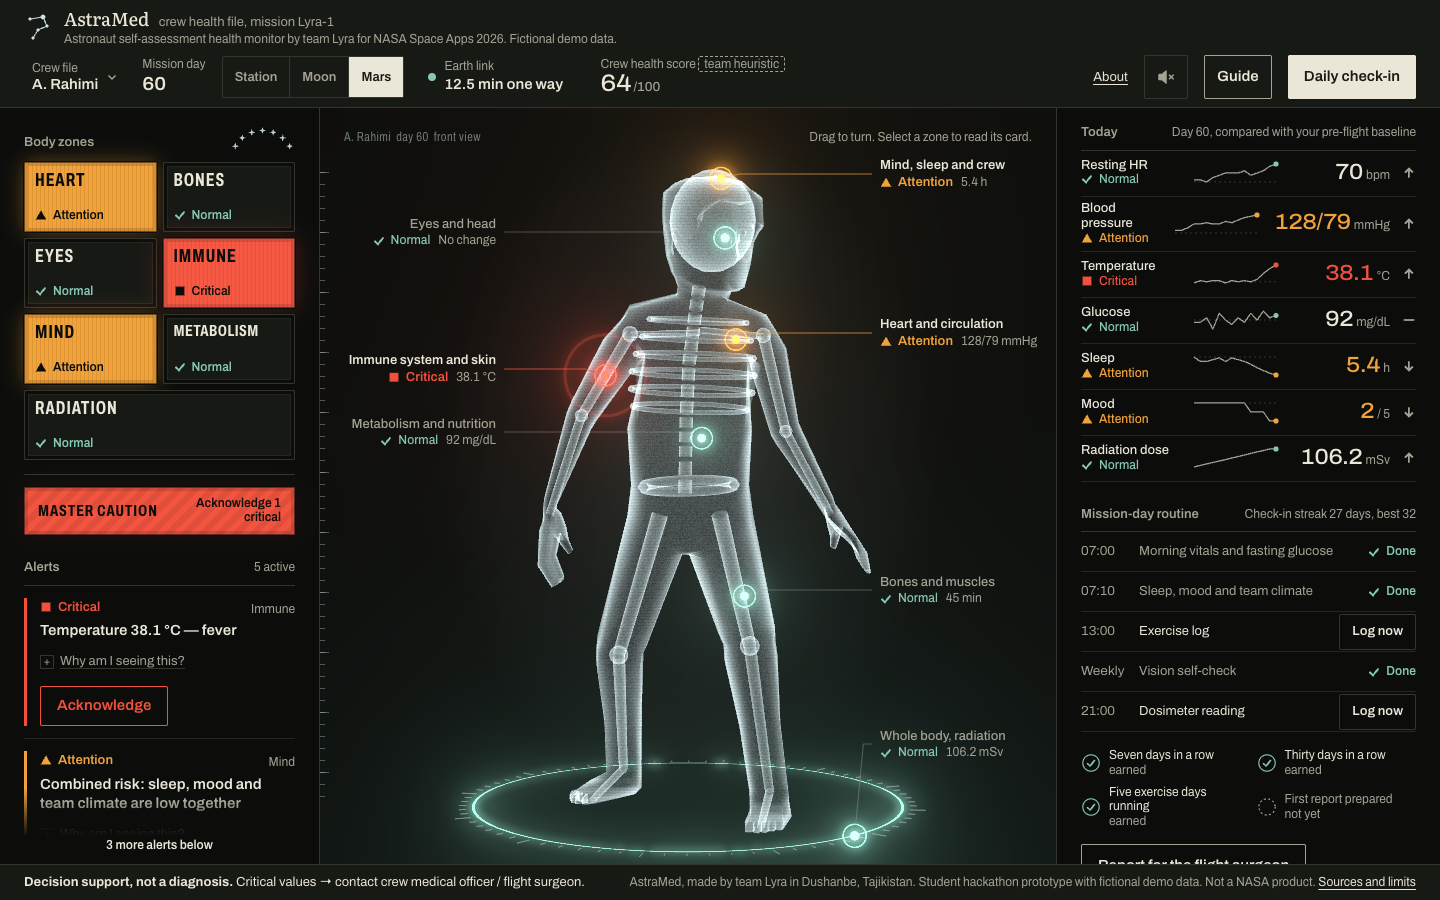 AstraMed crew health file, mission Lyra-1
Astronaut self-assessment health monitor by team Lyra for NASA Space Apps 2026. Fictional demo data.
Crew file
A. Rahimi
Mission day
60
Station Moon Mars
Earth link
12.5 min one way
Crew health score team heuristic
64/100
About
Guide
Daily check-in
Body zones
HEART
Attention
BONES
Normal
EYES
Normal
IMMUNE
Critical
MIND
Attention
METABOLISM
Normal
RADIATION
Normal
MASTER CAUTION
Acknowledge 1
critical
Alerts 5 active
Critical Immune
Temperature 38.1 °C — fever
Why am I seeing this?
Acknowledge
Attention Mind
Combined risk: sleep, mood and
team climate are low together
Why am I seeing this?
3 more alerts below
A. Rahimi day 60 front view
Drag to turn. Select a zone to read its card.
Mind, sleep and crew
Attention 5.4 h
Eyes and head
Normal No change
Heart and circulation
Attention 128/79 mmHg
Immune system and skin
Critical 38.1 °C
Metabolism and nutrition
Normal 92 mg/dL
Bones and muscles
Normal 45 min
Whole body, radiation
Normal 106.2 mSv
Today Day 60, compared with your pre-flight baseline
Resting HR
Normal
70 bpm
Blood
pressure
Attention
128/79 mmHg
Temperature
Critical
38.1 °C
Glucose
Normal
92 mg/dL
Sleep
Attention
5.4 h
Mood
Attention
2 / 5
Radiation dose
Normal
106.2 mSv
Mission-day routine Check-in streak 27 days, best 32
07:00 Morning vitals and fasting glucose Done
07:10 Sleep, mood and team climate Done
13:00 Exercise log Log now
Weekly Vision self-check Done
21:00 Dosimeter reading Log now
Seven days in a row
earned
Thirty days in a row
earned
Five exercise days
running
earned
First report prepared
not yet
Report for the flight surgeon
Decision support, not a diagnosis. Critical values → contact crew medical officer / flight surgeon.
AstraMed, made by team Lyra in Dushanbe, Tajikistan. Student hackathon prototype with fictional demo data. Not a NASA product. Sources and limits